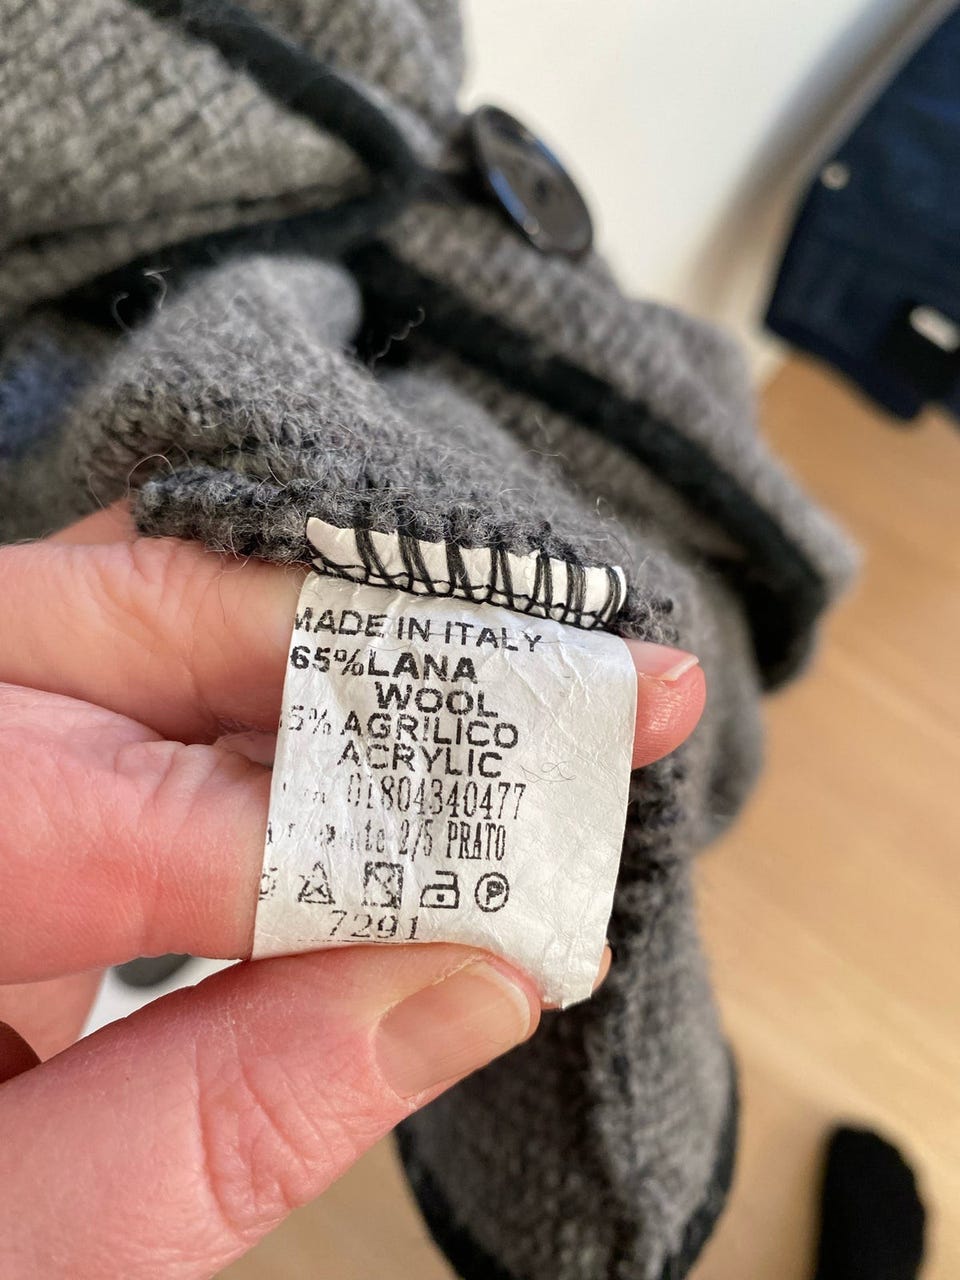 MADE IN ITALY
65% LANA
WOOL
5% AGRILICO
ACRYLIC
01804340477
2/5 PRATO
P
7291